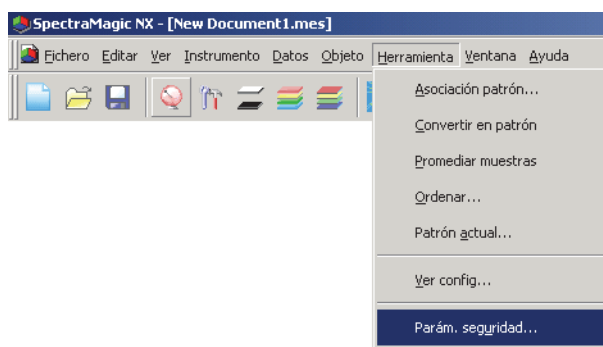 SpectraMagic NX - [New Document1.mes]
Fichero Editar Ver Instrumento Datos Objeto Herramienta Ventana Ayuda
Asociación patrón...
Convertir en patrón
Promediar muestras
Ordenar...
Patrón actual...
Ver config...
Parám. seguridad...